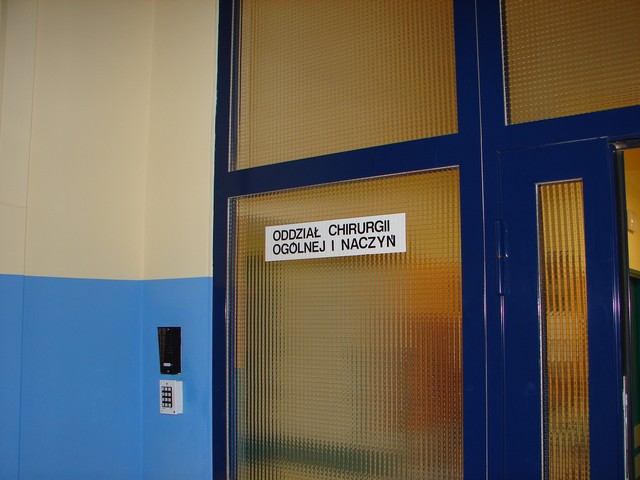 ODDZIAŁ CHIRURGII
OGÓLNEJ I NACZYŃ